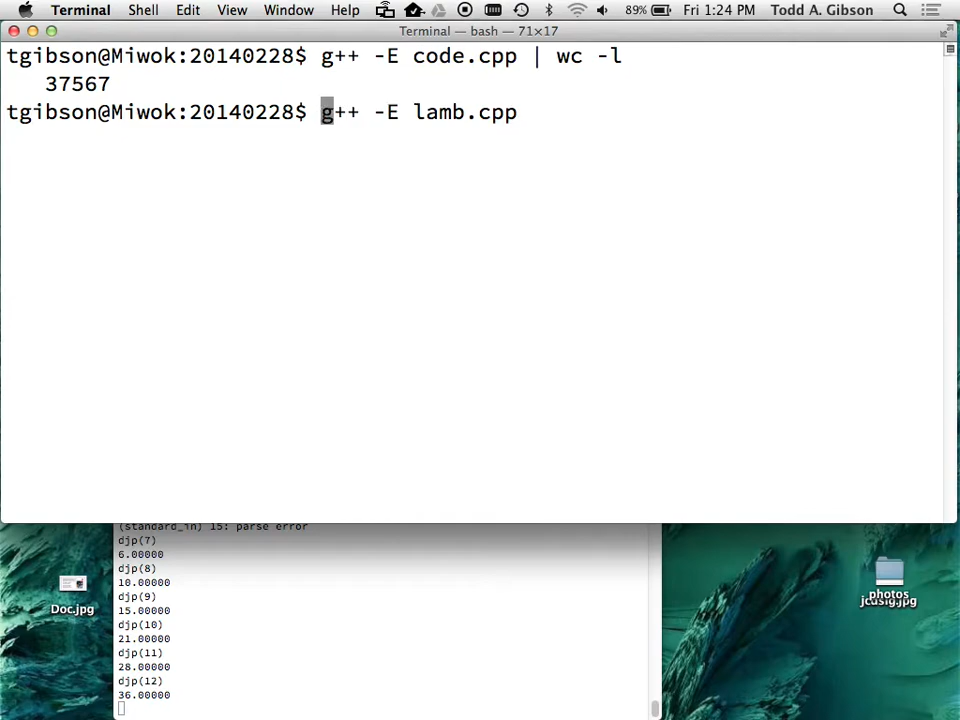 Terminal Shell Edit View Window Help 89% Fri 1:24 PM Todd A. Gibson
Terminal — bash — 71×17
tgibson@Miwok:20140228$ g++ -E code.cpp | wc -l
37567
tgibson@Miwok:20140228$ g++ -E lamb.cpp
(standard_in) 15: parse error
djp(7)
6.00000
djp(8)
10.00000
djp(9)
15.00000
djp(10)
21.00000
djp(11)
28.00000
djp(12)
36.00000
Doc.jpg
photos
jcdsig.jpg